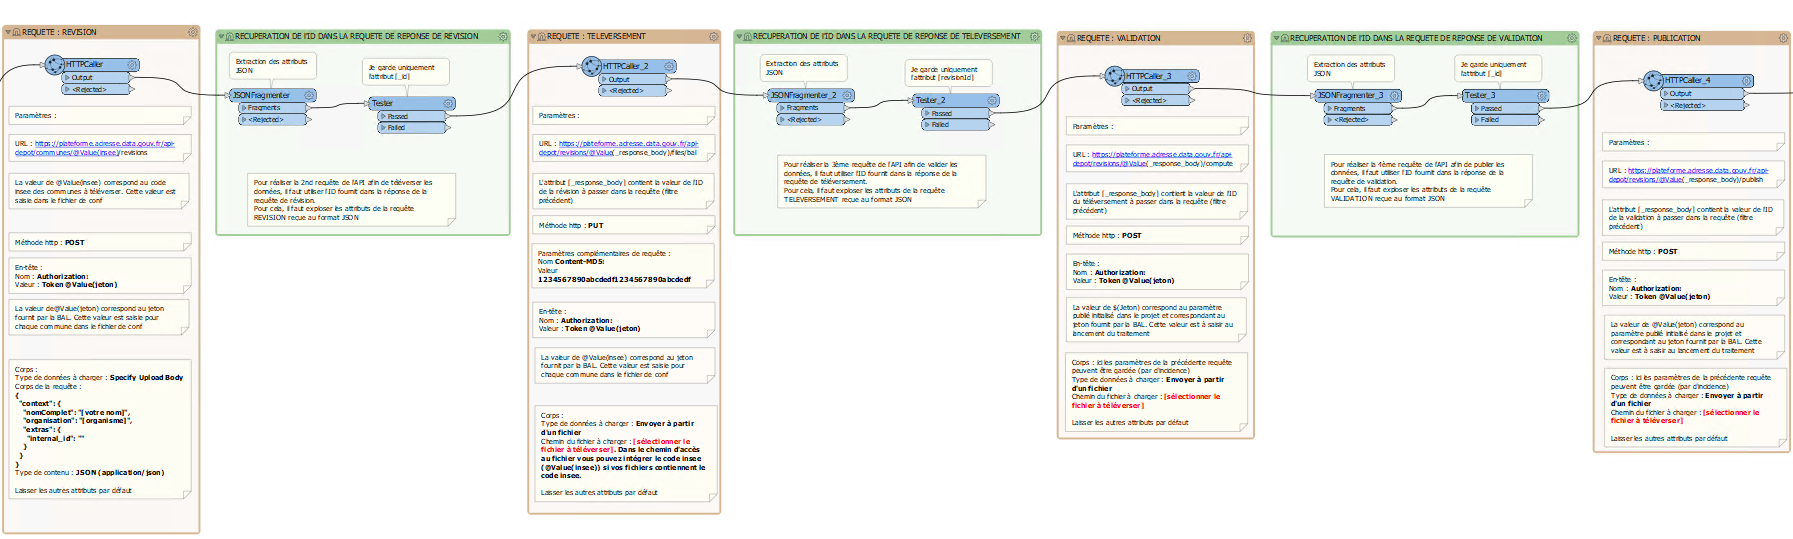 REQUETE : REVISION
HTTPCaller
Output
<Rejected>
Paramètres :
URL : https://plateforme.adresse.data.gouv.fr/api-
depot/communes/@Value(insee)/revisions
La valeur de @Value(insee) correspond au code
insee des communes à téléverser. Cette valeur est
saisie dans le fichier de conf
Méthode http : POST
En-tête :
Nom : Authorization:
Valeur : Token @Value(jeton)
La valeur de@Value(jeton) correspond au jeton
fournit par la BAL. Cette valeur est saisie pour
chaque commune dans le fichier de conf
Corps :
Type de données à charger : Specify Upload Body
Corps de la requête :
{
"context": {
"nomComplet": "[votre nom]",
"organisation": "[organisme]",
"extras": {
"internal_id": ""
}
}
}
Type de contenu : JSON (application/json)
Laisser les autres attributs par défaut
RECUPERATION DE l'ID DANS LA REQUETE DE REPONSE DE REVISION
Extraction des attributs
JSON
Je garde uniquement
l'attribut [_id]
JSONFragmenter
Fragments
<Rejected>
Tester
Passed
Failed
Pour réaliser la 2nd requête de l'API afin de téléverser les
données, il faut utiliser l'ID fournit dans la réponse de la
requête de révision.
Pour cela, il faut exploser les attributs de la requête
REVISION reçue au format JSON
REQUETE : TELEVERSEMENT
HTTPCaller_2
Output
<Rejected>
Paramètres :
URL : https://plateforme.adresse.data.gouv.fr/api-
depot/revisions/@Value(_response_body)/files/bal
L'attribut [_response_body] contient la valeur de l'ID
de la révision à passer dans la requête (filtre
précédent)
Méthode http : PUT
Paramètres complémentaires de requête :
Nom Content-MD5:
Valeur
1234567890abcdedf1234567890abcdedf
En-tête :
Nom : Authorization:
Valeur : Token @Value(jeton)
La valeur de @Value(insee) correspond au jeton
fournit par la BAL. Cette valeur est saisie pour
chaque commune dans le fichier de conf
Corps :
Type de données à charger : Envoyer à partir
d'un fichier
Chemin du fichier à charger : [sélectionner le
fichier à téléverser]. Dans le chemin d'accès
au fichier vous pouvez intégrer le code insee
(@Value(insee)) si vos fichiers contiennent le
code insee.
Laisser les autres attributs par défaut
RECUPERATION DE l'ID DANS LA REQUETE DE REPONSE DE TELEVERSEMENT
Extraction des attributs
JSON
Je garde uniquement
l'attribut [revisionId]
JSONFragmenter_2
Fragments
<Rejected>
Tester_2
Passed
Failed
Pour réaliser la 3ème requête de l'API afin de valider les
données, il faut utiliser l'ID fournit dans la réponse de la
requête de téléversement.
Pour cela, il faut exploser les attributs de la requête
TELEVERSEMENT reçue au format JSON
REQUETE : VALIDATION
HTTPCaller_3
Output
<Rejected>
Paramètres :
URL : https://plateforme.adresse.data.gouv.fr/api-
depot/revisions/@Value(_response_body)/compute
L'attribut [_response_body] contient la valeur de l'ID
du téléversement à passer dans la requête (filtre
précédent)
Méthode http : POST
En-tête :
Nom : Authorization:
Valeur : Token @Value(jeton)
La valeur de $(Jeton) correspond au paramètre
publié initialisé dans le projet et correspondant au
jeton fournit par la BAL. Cette valeur est à saisir au
lancement du traitement
Corps : ici les paramètres de la précédente requête
peuvent être gardée (par d'incidence)
Type de données à charger : Envoyer à partir
d'un fichier
Chemin du fichier à charger : [sélectionner le
fichier à téléverser]
Laisser les autres attributs par défaut
RECUPERATION DE l'ID DANS LA REQUETE DE REPONSE DE VALIDATION
Extraction des attributs
JSON
Je garde uniquement
l'attribut [_id]
JSONFragmenter_3
Fragments
<Rejected>
Tester_3
Passed
Failed
Pour réaliser la 4ème requête de l'API afin de publier les
données, il faut utiliser l'ID fournit dans la réponse de la
requête de validation.
Pour cela, il faut exploser les attributs de la requête
VALIDATION reçue au format JSON
REQUETE : PUBLICATION
HTTPCaller_4
Output
<Rejected>
Paramètres :
URL : https://plateforme.adresse.data.gouv.fr/api-
depot/revisions/@Value(_response_body)/publish
L'attribut [_response_body] contient la valeur de l'ID
de la validation à passer dans la requête (filtre
précédent)
Méthode http : POST
En-tête :
Nom : Authorization:
Valeur : Token @Value(jeton)
La valeur de @Value(jeton) correspond au
paramètre publié initialisé dans le projet et
correspondant au jeton fournit par la BAL. Cette
valeur est à saisir au lancement du traitement
Corps : ici les paramètres de la précédente requête
peuvent être gardée (par d'incidence)
Type de données à charger : Envoyer à partir
d'un fichier
Chemin du fichier à charger : [sélectionner le
fichier à téléverser]
Laisser les autres attributs par défaut